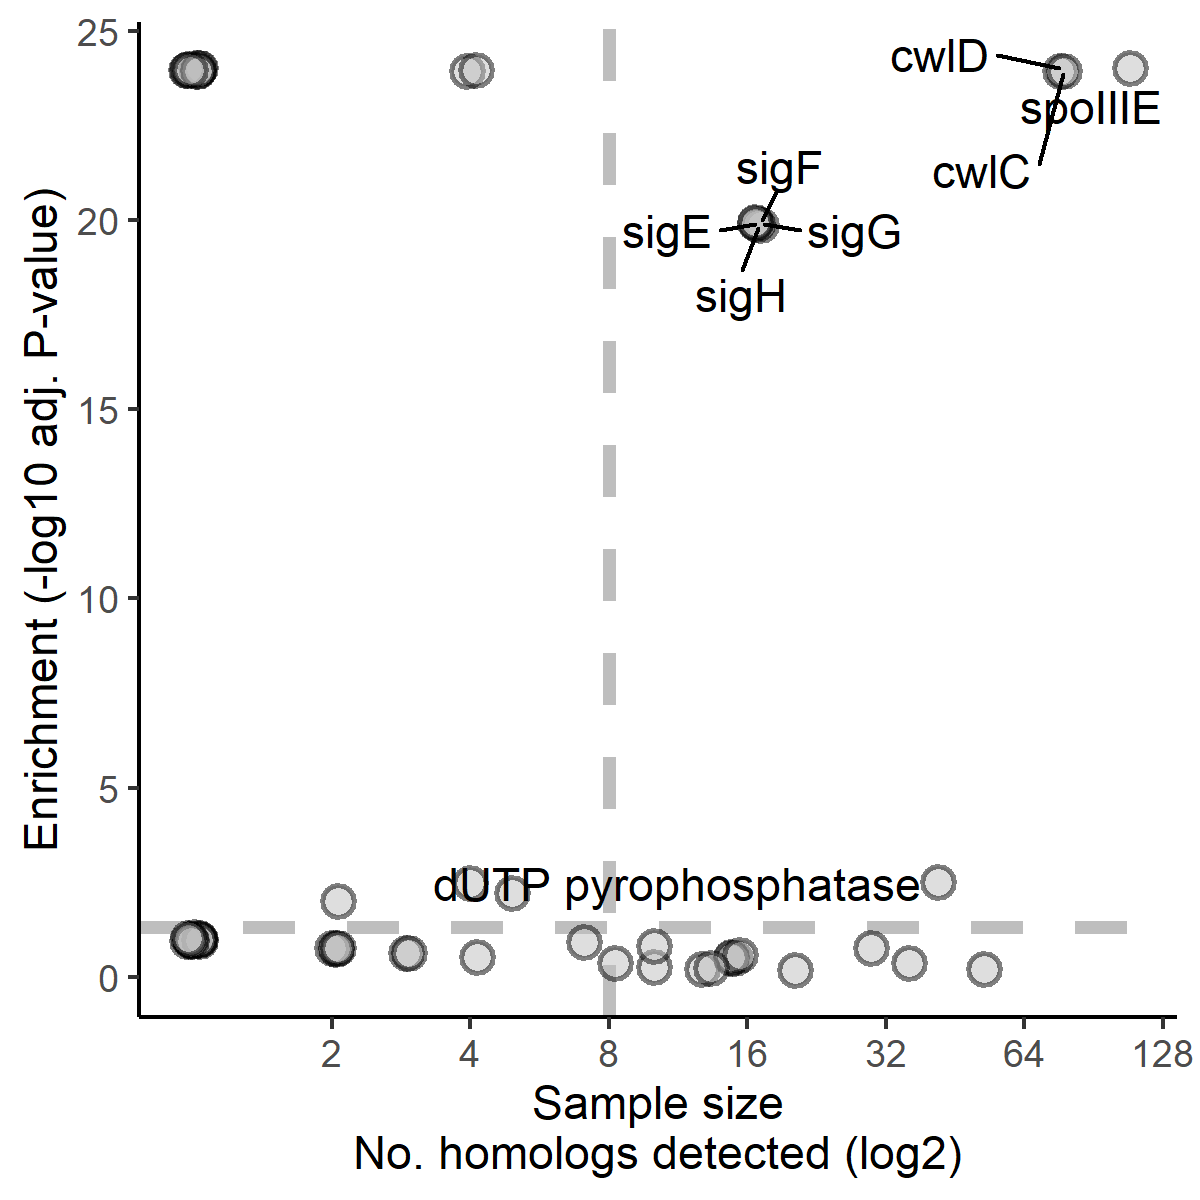 25
20
15
10
5
0
Enrichment (-log10 adj. P-value)
cwlD
spoIIIE
cwlC
sigF
sigE
sigG
sigH
dUTP pyrophosphatase
2
4
8
16
32
64
128
Sample size
No. homologs detected (log2)